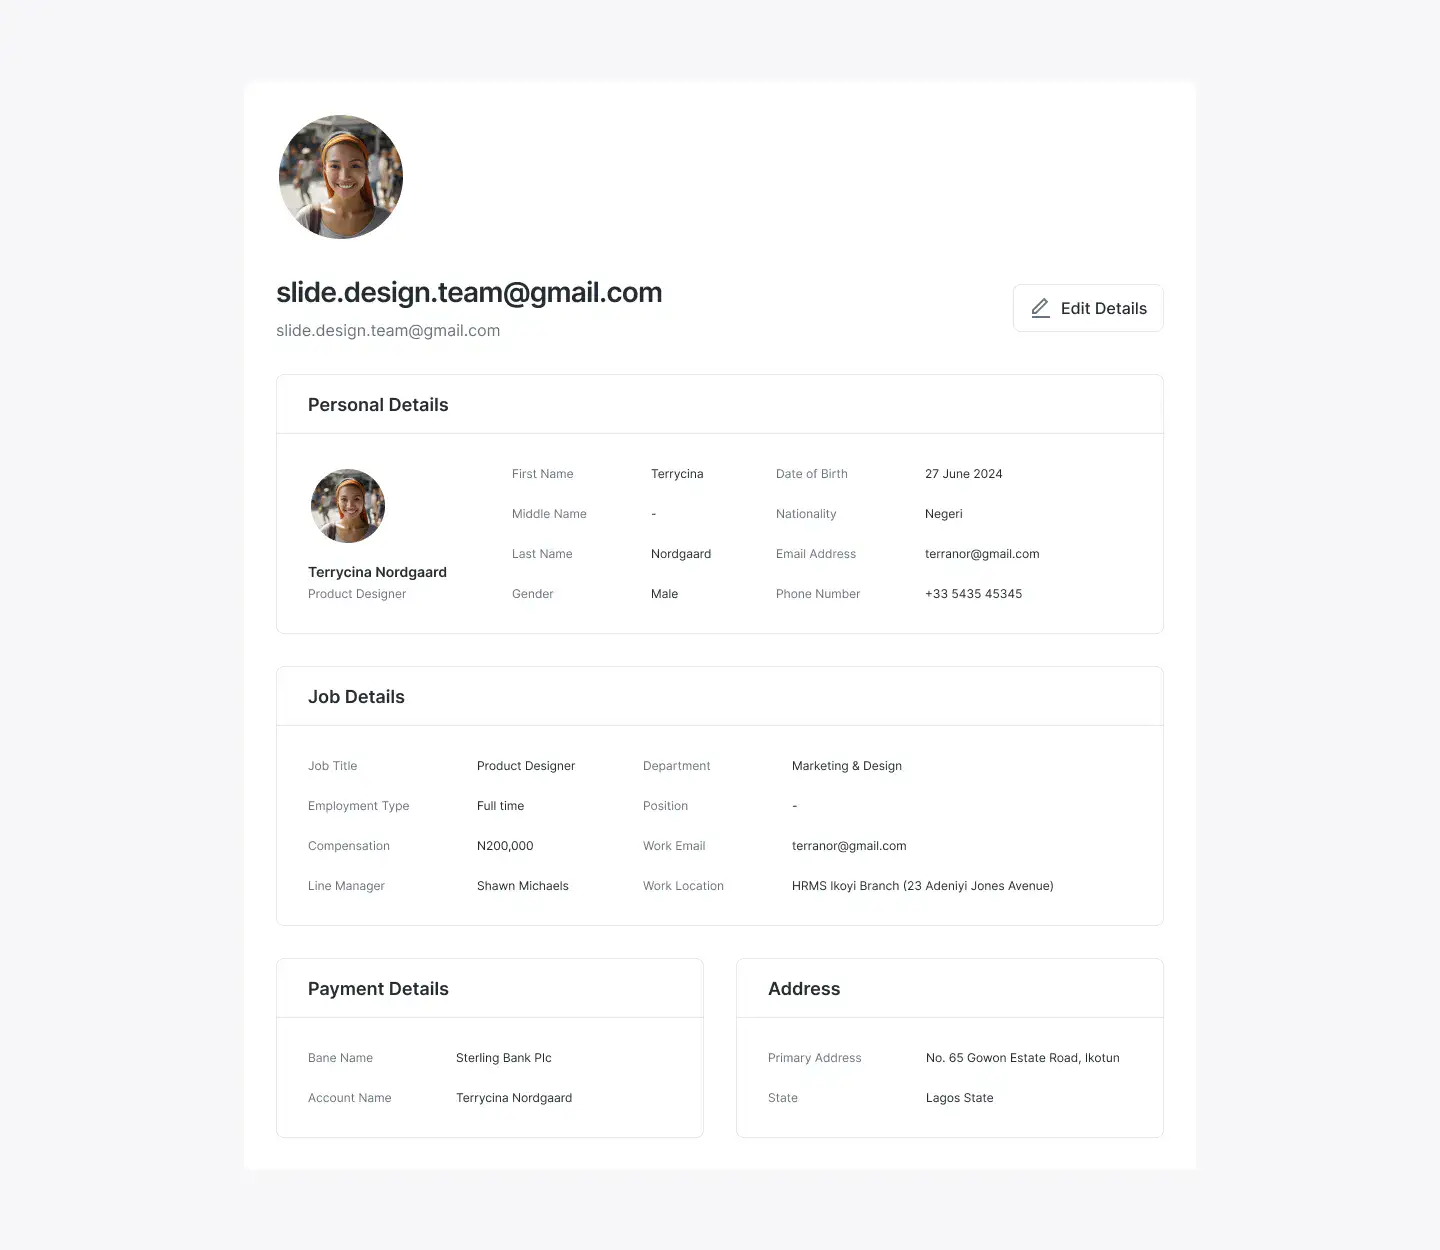 slide.design.team@gmail.com
slide.design.team@gmail.com
Edit Details
Personal Details
Terrycina Nordgaard
Product Designer
First Name Terrycina Date of Birth 27 June 2024
Middle Name - Nationality Negeri
Last Name Nordgaard Email Address terranor@gmail.com
Gender Male Phone Number +33 5435 45345
Job Details
Job Title Product Designer Department Marketing & Design
Employment Type Full time Position -
Compensation N200,000 Work Email terranor@gmail.com
Line Manager Shawn Michaels Work Location HRMS Ikoyi Branch (23 Adeniyi Jones Avenue)
Payment Details
Bane Name Sterling Bank Plc
Account Name Terrycina Nordgaard
Address
Primary Address No. 65 Gowon Estate Road, Ikotun
State Lagos State